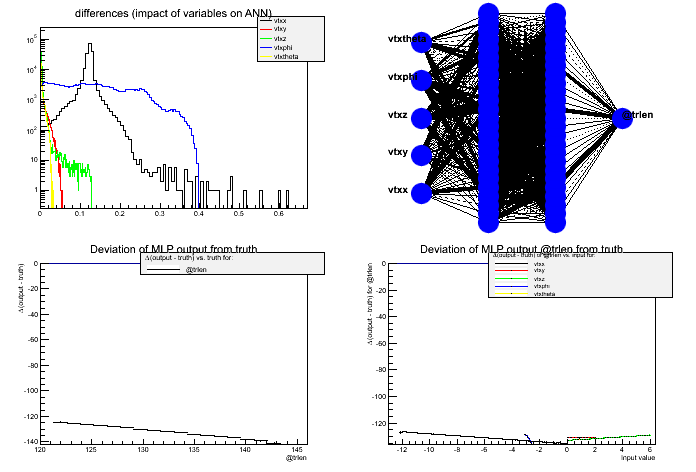 differences (impact of variables on ANN)
vtxx
vtxy
vtxz
vtxphi
vtxtheta
10⁵
10⁴
10³
10²
10
1
0 0.1 0.2 0.3 0.4 0.5 0.6
vtxtheta
vtxphi
vtxz
vtxy
vtxx
@trlen
Deviation of MLP output from truth
Δ(output - truth) vs. truth for:
@trlen
Δ(output - truth)
0
-20
-40
-60
-80
-100
-120
-140
120 125 130 135 140 145
@trlen
Deviation of MLP output @trlen from truth
Δ(output - truth) of @trlen vs. input for:
vtxx
vtxy
vtxz
vtxphi
vtxtheta
Δ(output - truth) for @trlen
0
-20
-40
-60
-80
-100
-120
-12 -10 -8 -6 -4 -2 0 2 4 6
Input value